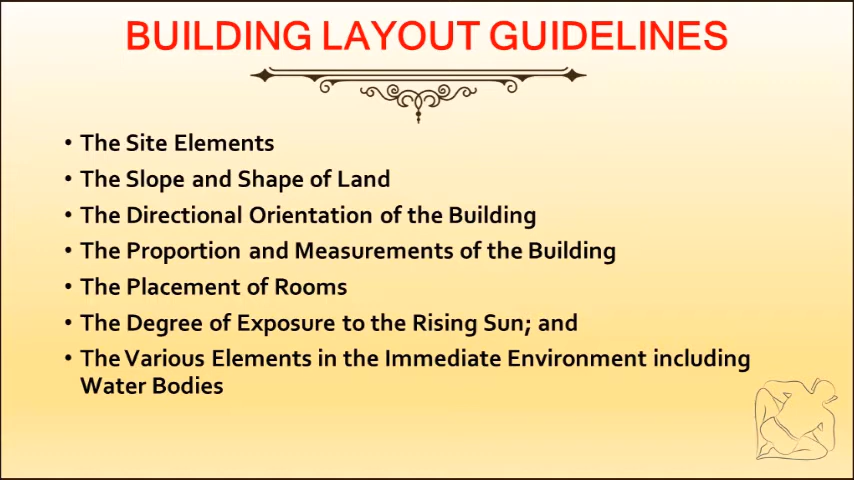 BUILDING LAYOUT GUIDELINES
• The Site Elements
• The Slope and Shape of Land
• The Directional Orientation of the Building
• The Proportion and Measurements of the Building
• The Placement of Rooms
• The Degree of Exposure to the Rising Sun; and
• The Various Elements in the Immediate Environment including
Water Bodies